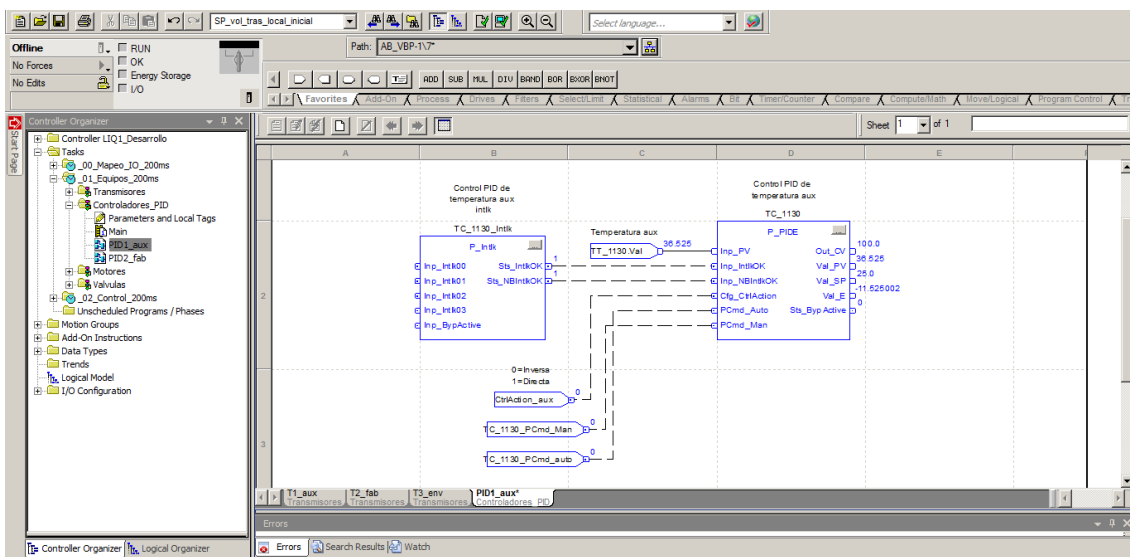 SP_vol_tras_local_inicial
Select language...
Offline
RUN
No Forces
OK
No Edits
Energy Storage
I/O
Path: AB_VBP-1\7*
ADD SUB MUL DIV BAND BOR BXOR BNOT
Favorites Add-On Process Drives Filters Select/Limit Statistical Alarms Bit Timer/Counter Compare Compute/Math Move/Logical Program Control
Start Page
Controller Organizer
Sheet 1 of 1
Controller LIQ1_Desarrollo
Tasks
_00_Mapeo_IO_200ms
_01_Equipos_200ms
Transmisores
Controladores_PID
Parameters and Local Tags
Main
PID1_aux
PID2_fab
Motores
Valvulas
_02_Control_200ms
Unscheduled Programs / Phases
Motion Groups
Add-On Instructions
Data Types
Trends
Logical Model
I/O Configuration
A B C D E
2
3
Control PID de
temperatura aux
intlk
TC_1130_Intlk
P_Intlk
...
Inp_Intlk00 Sts_IntlkOK 1
Inp_Intlk01 Sts_NBIntlkOK 1
Inp_Intlk02
Inp_Intlk03
Inp_BypActive
Temperatura aux
TT_1130.Val 36.525
Control PID de
temperatura aux
TC_1130
P_PIDE
...
Inp_PV Out_CV 100.0
Inp_IntlkOK Val_PV 36.525
Inp_NBIntlkOK Val_SP 25.0
Cfg_CtrlAction Val_E -11.525002
PCmd_Auto Sts_BypActive 0
PCmd_Man
0=Inversa
1=Directa
CtrlAction_aux 0
TC_1130_PCmd_Man 0
TC_1130_PCmd_auto 0
T1_aux T2_fab T3_env PID1_aux*
Transmisores Transmisores Transmisores Controladores_PID
Errors
Controller Organizer Logical Organizer
Errors Search Results Watch